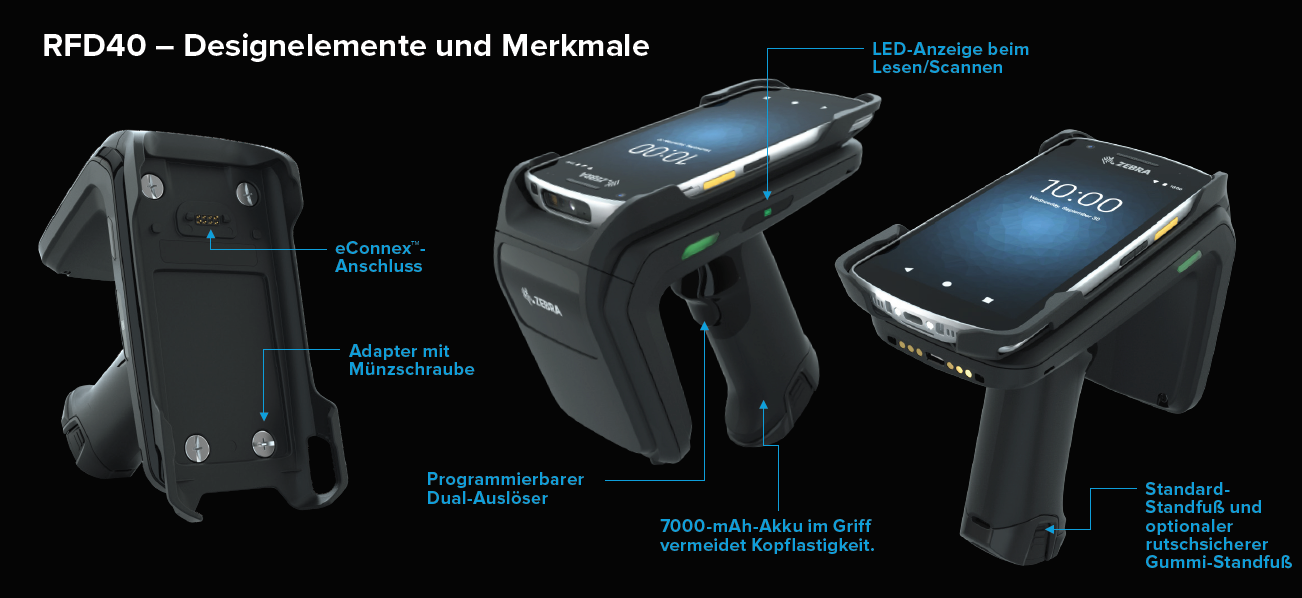 RFD40 – Designelemente und Merkmale
LED-Anzeige beim
Lesen/Scannen
eConnex™-
Anschluss
Adapter mit
Münzschraube
Programmierbarer
Dual-Auslöser
7000-mAh-Akku im Griff
vermeidet Kopflastigkeit.
Standard-
Standfuß und
optionaler
rutschsicherer
Gummi-Standfuß
10:00
ZEBRA
ZEBRA
ZEBRA
10:00